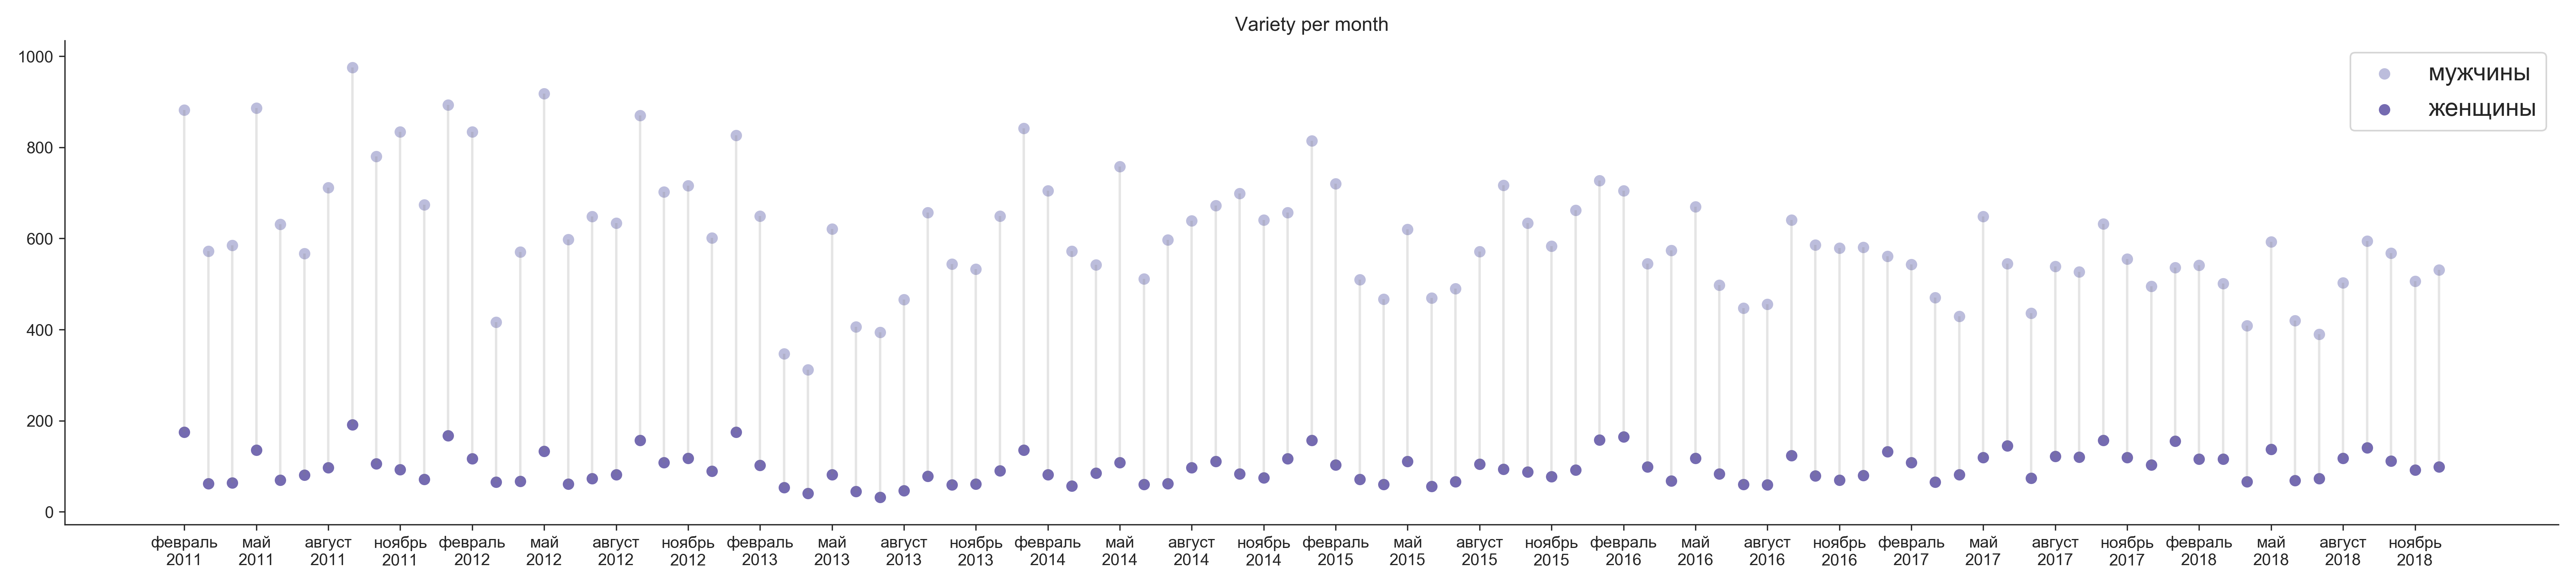 Variety per month
1000
800
600
400
200
0
мужчины
женщины
февраль май август ноябрь февраль май август ноябрь февраль май август ноябрь февраль май август ноябрь февраль май август ноябрь февраль май август ноябрь февраль май август ноябрь февраль май август ноябрь
2011 2011 2011 2011 2012 2012 2012 2012 2013 2013 2013 2013 2014 2014 2014 2014 2015 2015 2015 2015 2016 2016 2016 2016 2017 2017 2017 2017 2018 2018 2018 2018